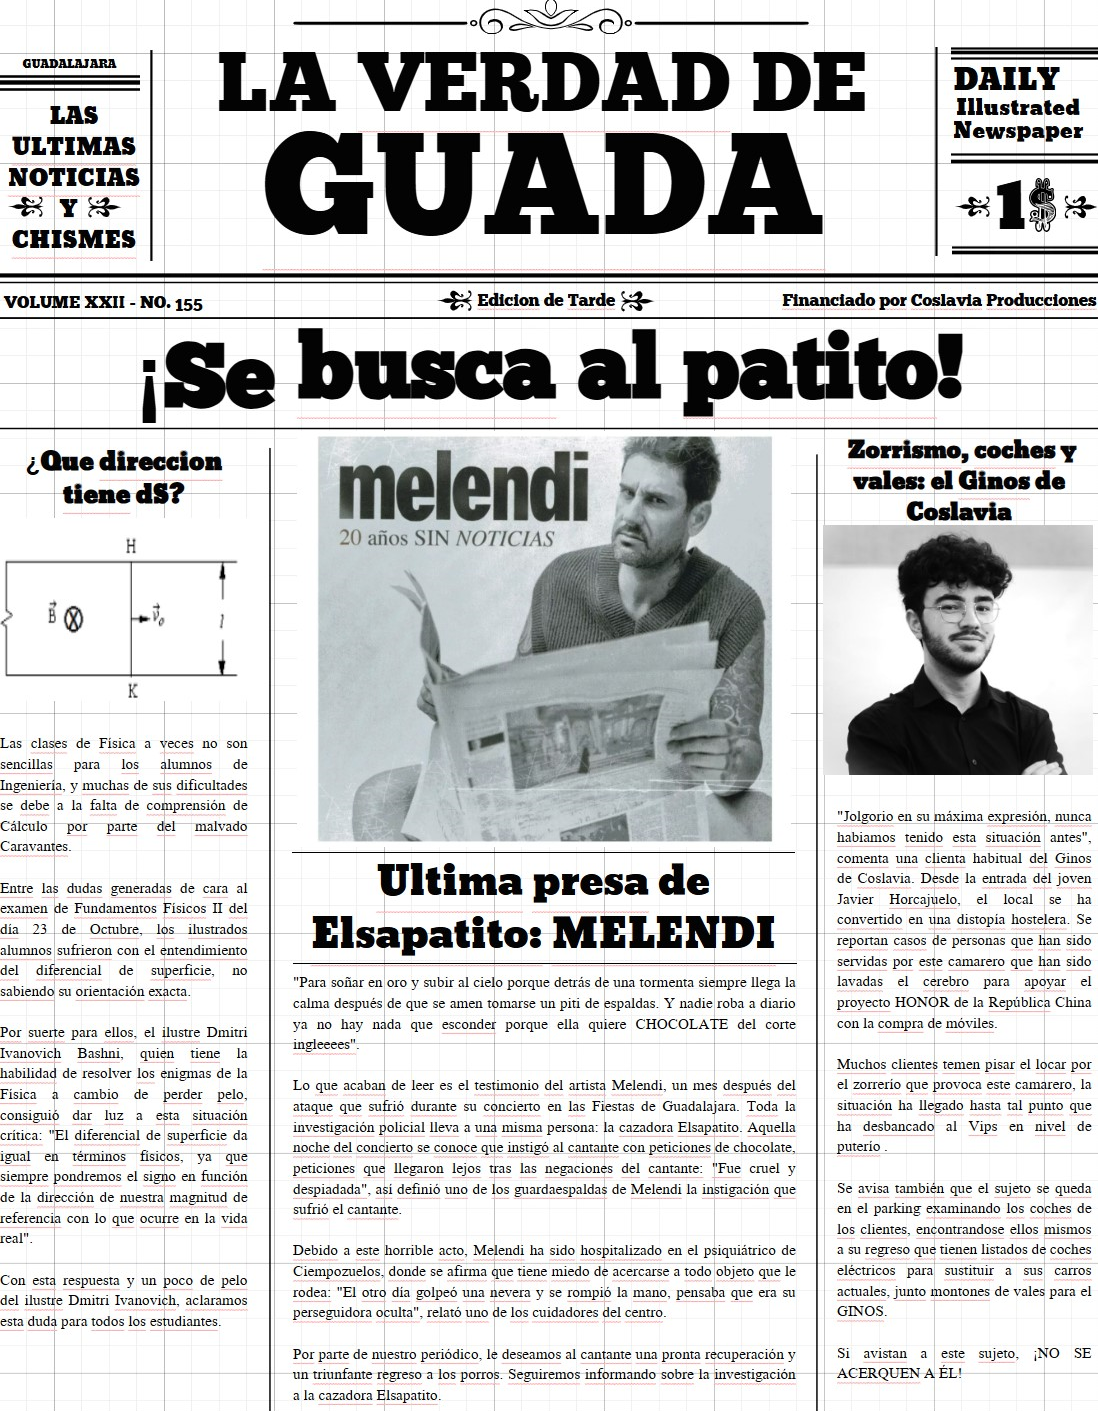 GUADALAJARA
LAS
ULTIMAS
NOTICIAS
Y
CHISMES
LA VERDAD DE
GUADA
DAILY
Illustrated
Newspaper
1$
VOLUME XXII - NO. 155
Edicion de Tarde
Financiado por Coslavia Producciones
¡Se busca al patito!
¿Que direccion
tiene dS?
H
B
v₀
l
K
Las clases de Física a veces no son
sencillas para los alumnos de
Ingeniería, y muchas de sus dificultades
se debe a la falta de comprensión de
Cálculo por parte del malvado
Caravantes.
Entre las dudas generadas de cara al
examen de Fundamentos Físicos II del
día 23 de Octubre, los ilustrados
alumnos sufrieron con el entendimiento
del diferencial de superficie, no
sabiendo su orientación exacta.
Por suerte para ellos, el ilustre Dmitri
Ivanovich Bashni, quien tiene la
habilidad de resolver los enigmas de la
Física a cambio de perder pelo,
consiguió dar luz a esta situación
crítica: "El diferencial de superficie da
igual en términos físicos, ya que
siempre pondremos el signo en función
de la dirección de nuestra magnitud de
referencia con lo que ocurre en la vida
real".
Con esta respuesta y un poco de pelo
del ilustre Dmitri Ivanovich, aclaramos
esta duda para todos los estudiantes.
melendi
20 años SIN NOTICIAS
Ultima presa de
Elsapatito: MELENDI
"Para soñar en oro y subir al cielo porque detrás de una tormenta siempre llega la
calma después de que se amen tomarse un piti de espaldas. Y nadie roba a diario
ya no hay nada que esconder porque ella quiere CHOCOLATE del corte
ingleeees".
Lo que acaban de leer es el testimonio del artista Melendi, un mes después del
ataque que sufrió durante su concierto en las Fiestas de Guadalajara. Toda la
investigación policial lleva a una misma persona: la cazadora Elsapatito. Aquella
noche del concierto se conoce que instigó al cantante con peticiones de chocolate,
peticiones que llegaron lejos tras las negaciones del cantante: "Fue cruel y
despiadada", así definió uno de los guardaespaldas de Melendi la instigación que
sufrió el cantante.
Debido a este horrible acto, Melendi ha sido hospitalizado en el psiquiátrico de
Ciempozuelos, donde se afirma que tiene miedo de acercarse a todo objeto que le
rodea: "El otro día golpeó una nevera y se rompió la mano, pensaba que era su
perseguidora oculta", relató uno de los cuidadores del centro.
Por parte de nuestro periódico, le deseamos al cantante una pronta recuperación y
un triunfante regreso a los porros. Seguiremos informando sobre la investigación
a la cazadora Elsapatito.
Zorrismo, coches y
vales: el Ginos de
Coslavia
"Jolgorio en su máxima expresión, nunca
habiamos tenido esta situación antes",
comenta una clienta habitual del Ginos
de Coslavia. Desde la entrada del joven
Javier Horcajuelo, el local se ha
convertido en una distopía hostelera. Se
reportan casos de personas que han sido
servidas por este camarero que han sido
lavadas el cerebro para apoyar el
proyecto HONOR de la República China
con la compra de móviles.
Muchos clientes temen pisar el locar por
el zorrerío que provoca este camarero, la
situación ha llegado hasta tal punto que
ha desbancado al Vips en nivel de
puterío .
Se avisa también que el sujeto se queda
en el parking examinando los coches de
los clientes, encontrandose ellos mismos
a su regreso que tienen listados de coches
eléctricos para sustituir a sus carros
actuales, junto montones de vales para el
GINOS.
Si avistan a este sujeto, ¡NO SE
ACERQUEN A ÉL!